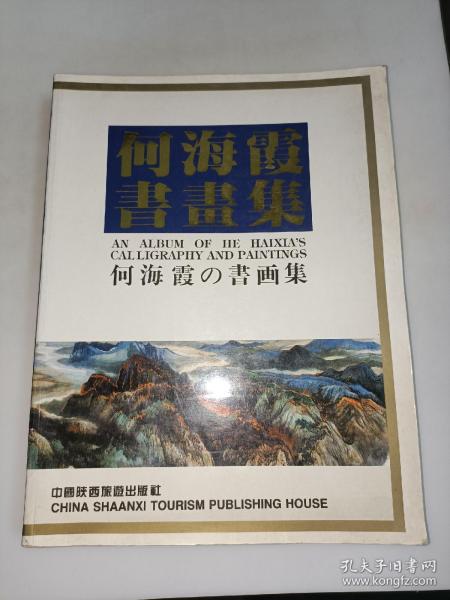 何海霞
書畫集
AN ALBUM OF HE HAIXIA'S
CALLIGRAPHY AND PAINTINGS
何海霞の書画集
中國陝西旅遊出版社
CHINA SHAANXI TOURISM PUBLISHING HOUSE
孔夫子旧书网
www.kongfz.com